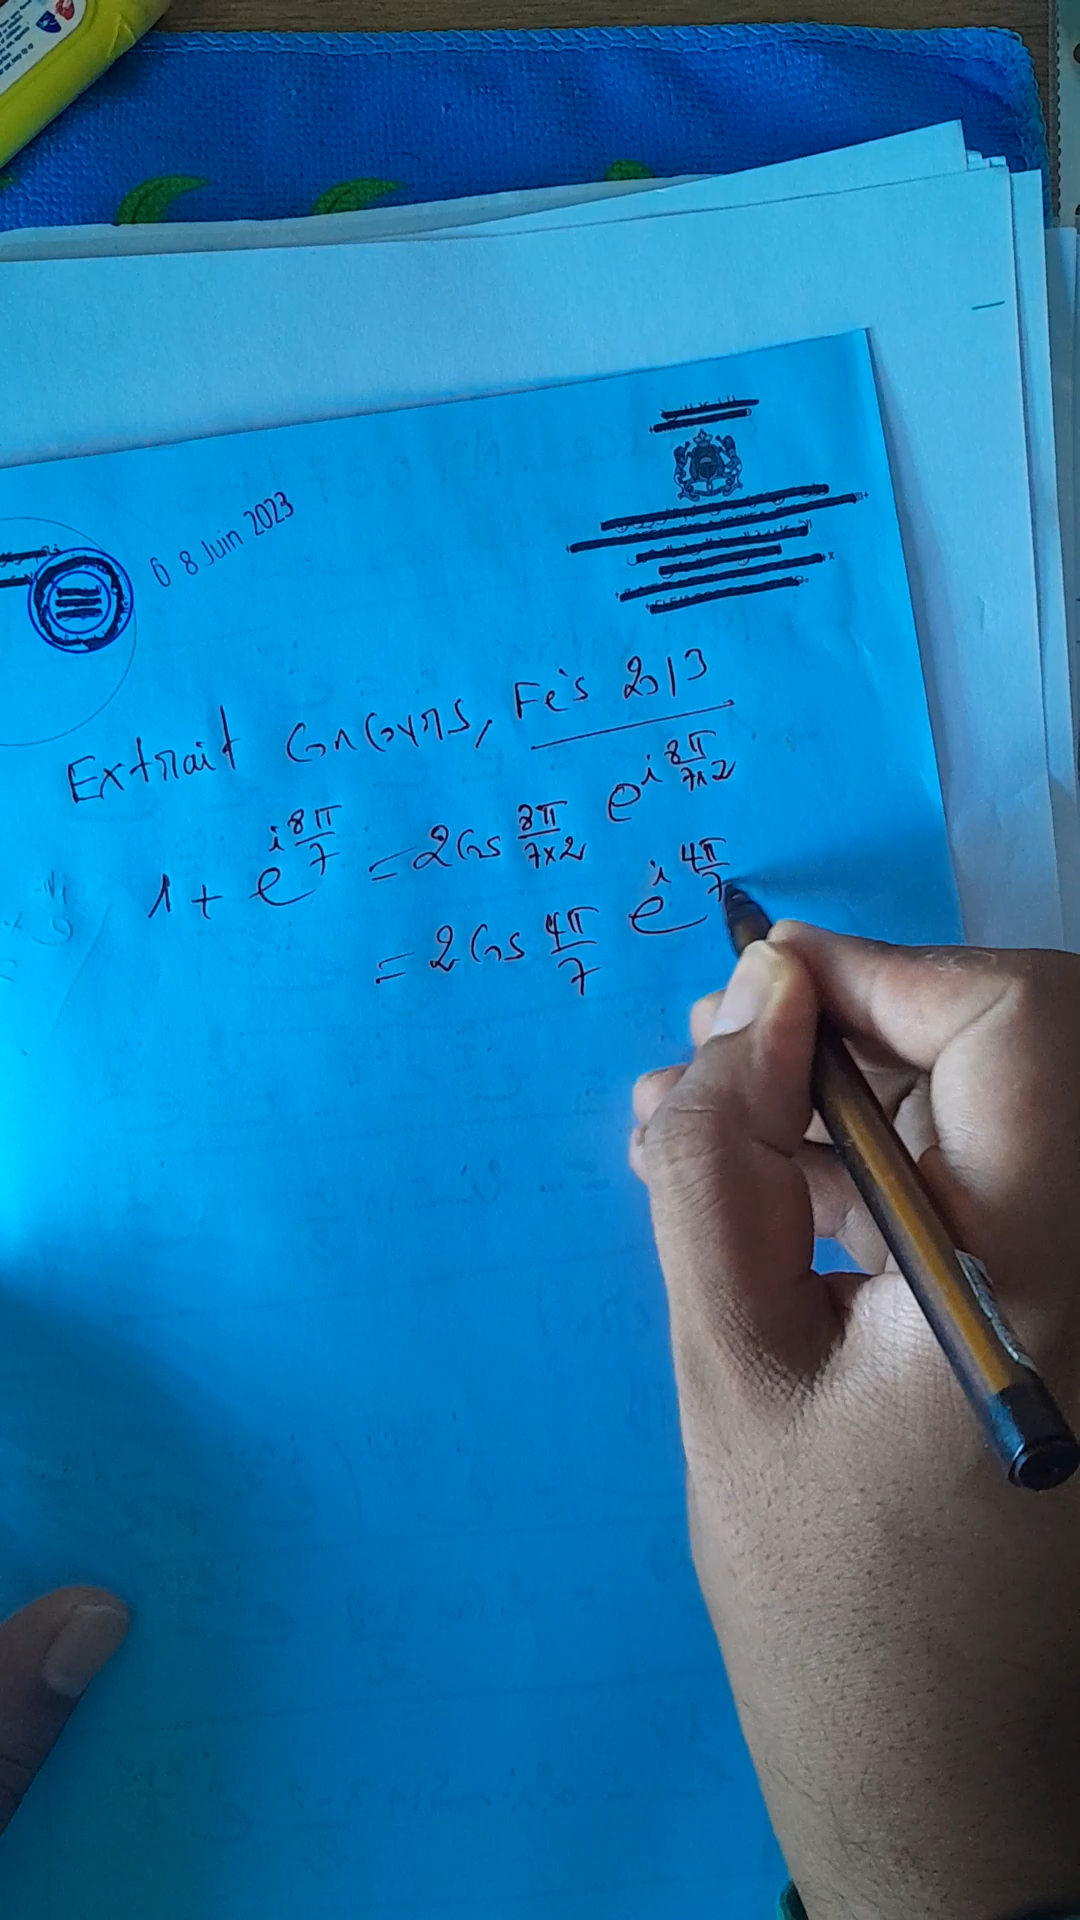 08 Juin 2023
Extrait Concours, Fès 2013
1 + e^{i 8π/7} = 2 cos 8π/(7×2) e^{i 8π/(7×2)}
= 2 cos 4π/7 e^{i 4π/7}